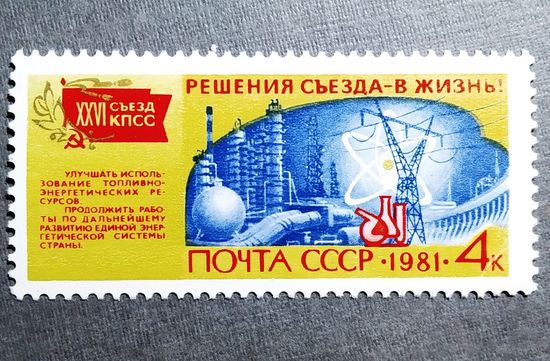 РЕШЕНИЯ СЪЕЗДА-В ЖИЗНЬ!
XXVI СЪЕЗД
КПСС
УЛУЧШАТЬ ИСПОЛЬ-
ЗОВАНИЕ ТОПЛИВНО-
ЭНЕРГЕТИЧЕСКИХ РЕ-
СУРСОВ.
ПРОДОЛЖИТЬ РАБО-
ТЫ ПО ДАЛЬНЕЙШЕМУ
РАЗВИТИЮ ЕДИНОЙ ЭНЕР-
ГЕТИЧЕСКОЙ СИСТЕМЫ
СТРАНЫ.
ПОЧТА СССР·1981·4К